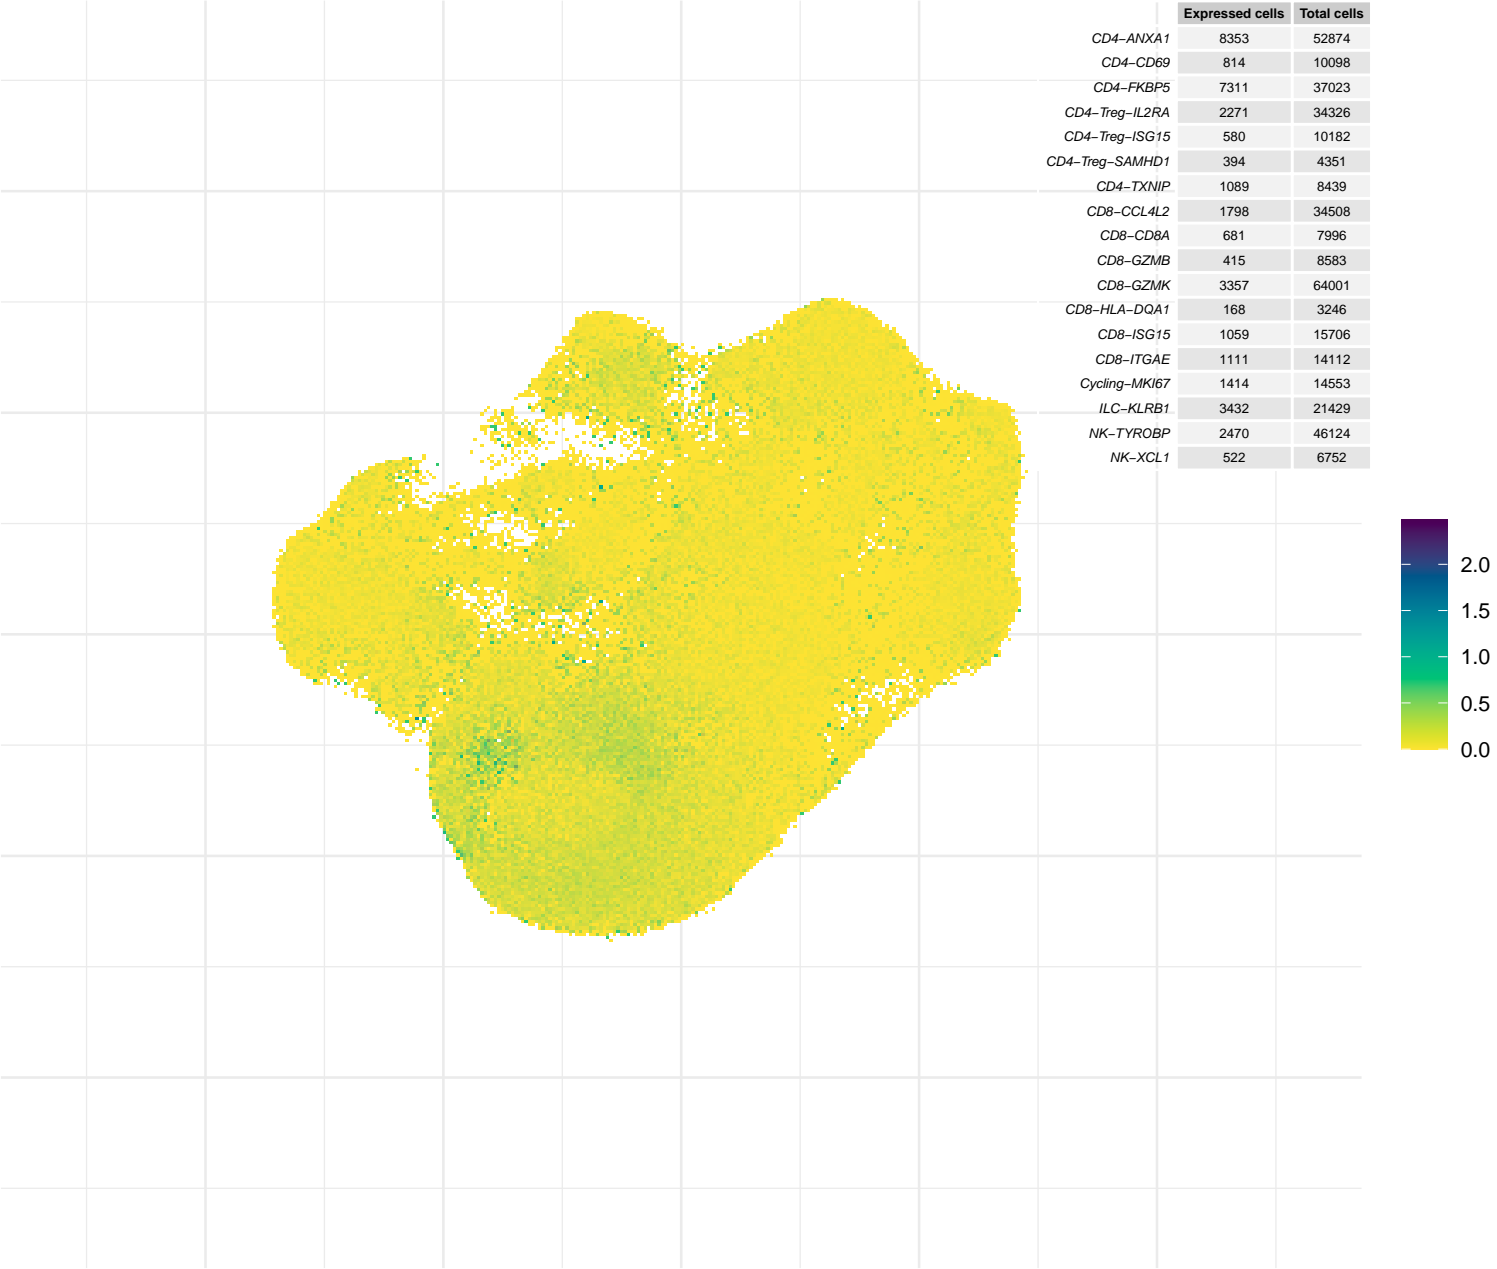 Expressed cells Total cells
CD4−ANXA1 8353 52874
CD4−CD69 814 10098
CD4−FKBP5 7311 37023
CD4−Treg−IL2RA 2271 34326
CD4−Treg−ISG15 580 10182
CD4−Treg−SAMHD1 394 4351
CD4−TXNIP 1089 8439
CD8−CCL4L2 1798 34508
CD8−CD8A 681 7996
CD8−GZMB 415 8583
CD8−GZMK 3357 64001
CD8−HLA−DQA1 168 3246
CD8−ISG15 1059 15706
CD8−ITGAE 1111 14112
Cycling−MKI67 1414 14553
ILC−KLRB1 3432 21429
NK−TYROBP 2470 46124
NK−XCL1 522 6752
2.0
1.5
1.0
0.5
0.0